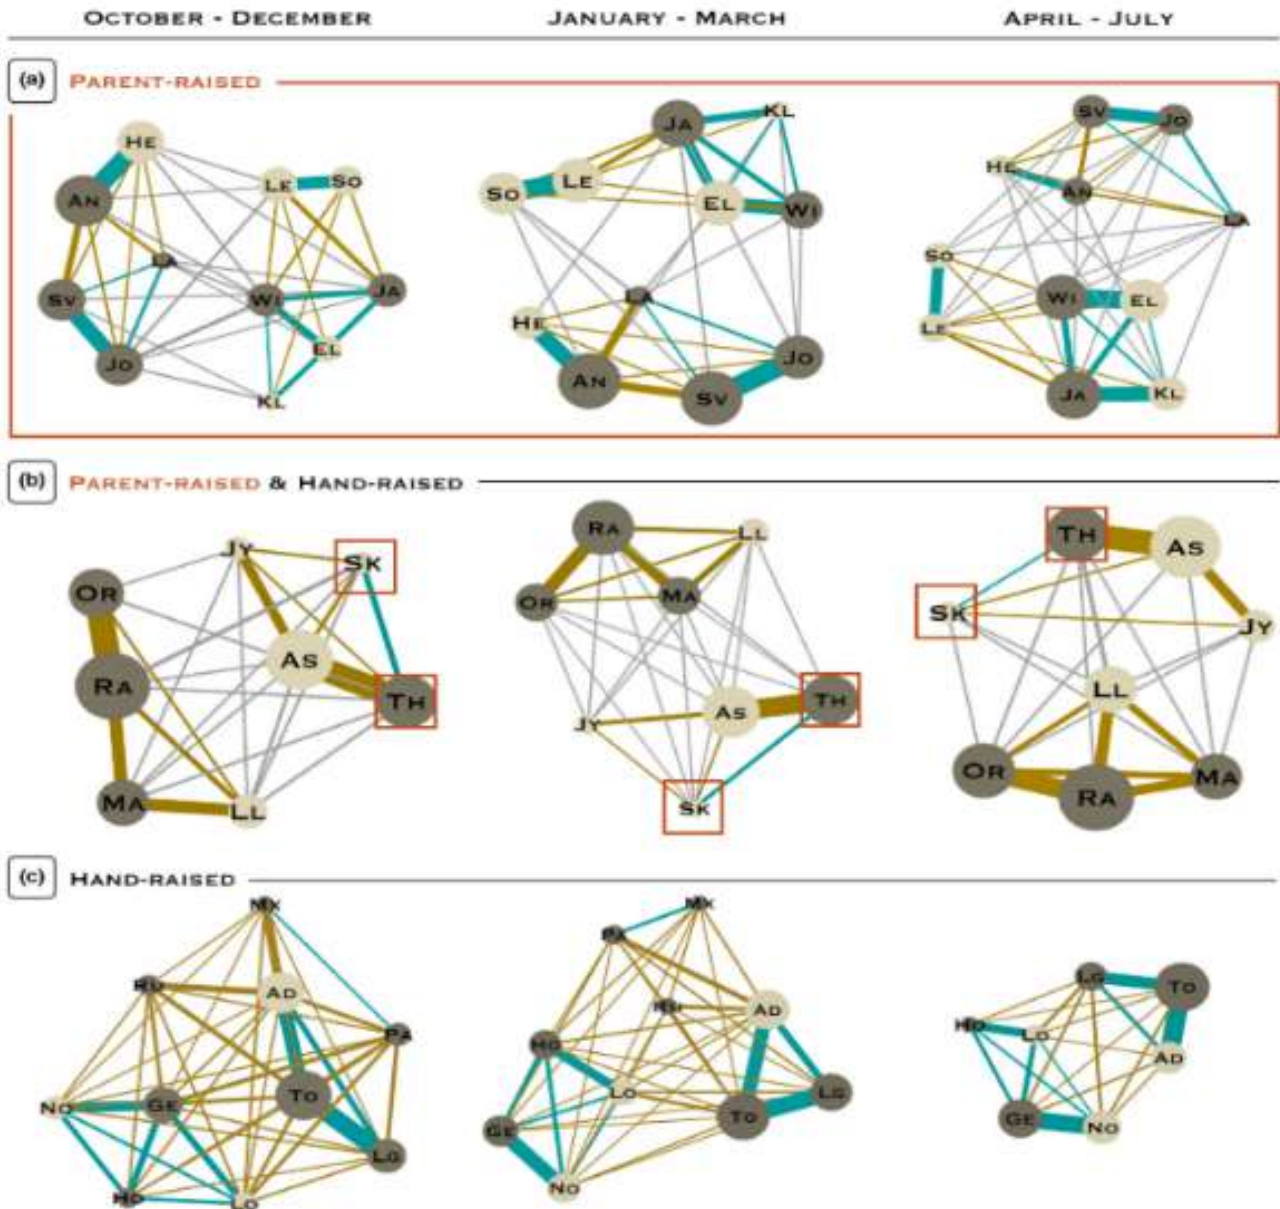 OCTOBER - DECEMBER JANUARY - MARCH APRIL - JULY
(a) PARENT-RAISED
HE
LE SO
AN
LA
SV WI JA
EL
JO
KL
JA KL
SO LE
EL WI
LA
HE
JO
AN
SV
SV JO
HE
AN
LA
SO
WI EL
LE
JA KL
(b) PARENT-RAISED & HAND-RAISED
JY
SK
OR
AS
RA
TH
MA LL
RA LL
OR MA
TH
JY AS
SK
TH
AS
SK
JY
LL
OR
RA MA
(c) HAND-RAISED
MX
AD
PA
NO GE TO
LG
HO LO
MX
PA
AD
HO
LO LG
TO
GE
NO
LG TO
HO LO
AD
GE NO